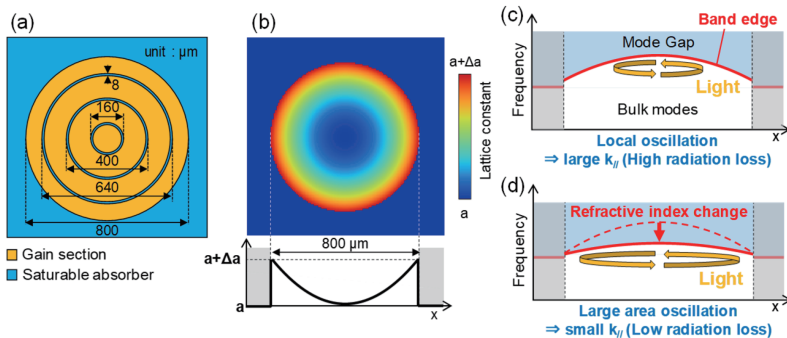 (a)
unit : μm
8
160
400
640
800
Gain section
Saturable absorber
(b)
a+Δa
Lattice constant
a
800 μm
a+Δa
a
x
(c)
Band edge
Mode Gap
Frequency
Light
Bulk modes
x
Local oscillation
⇒ large k// (High radiation loss)
(d)
Refractive index change
Frequency
Light
x
Large area oscillation
⇒ small k// (Low radiation loss)